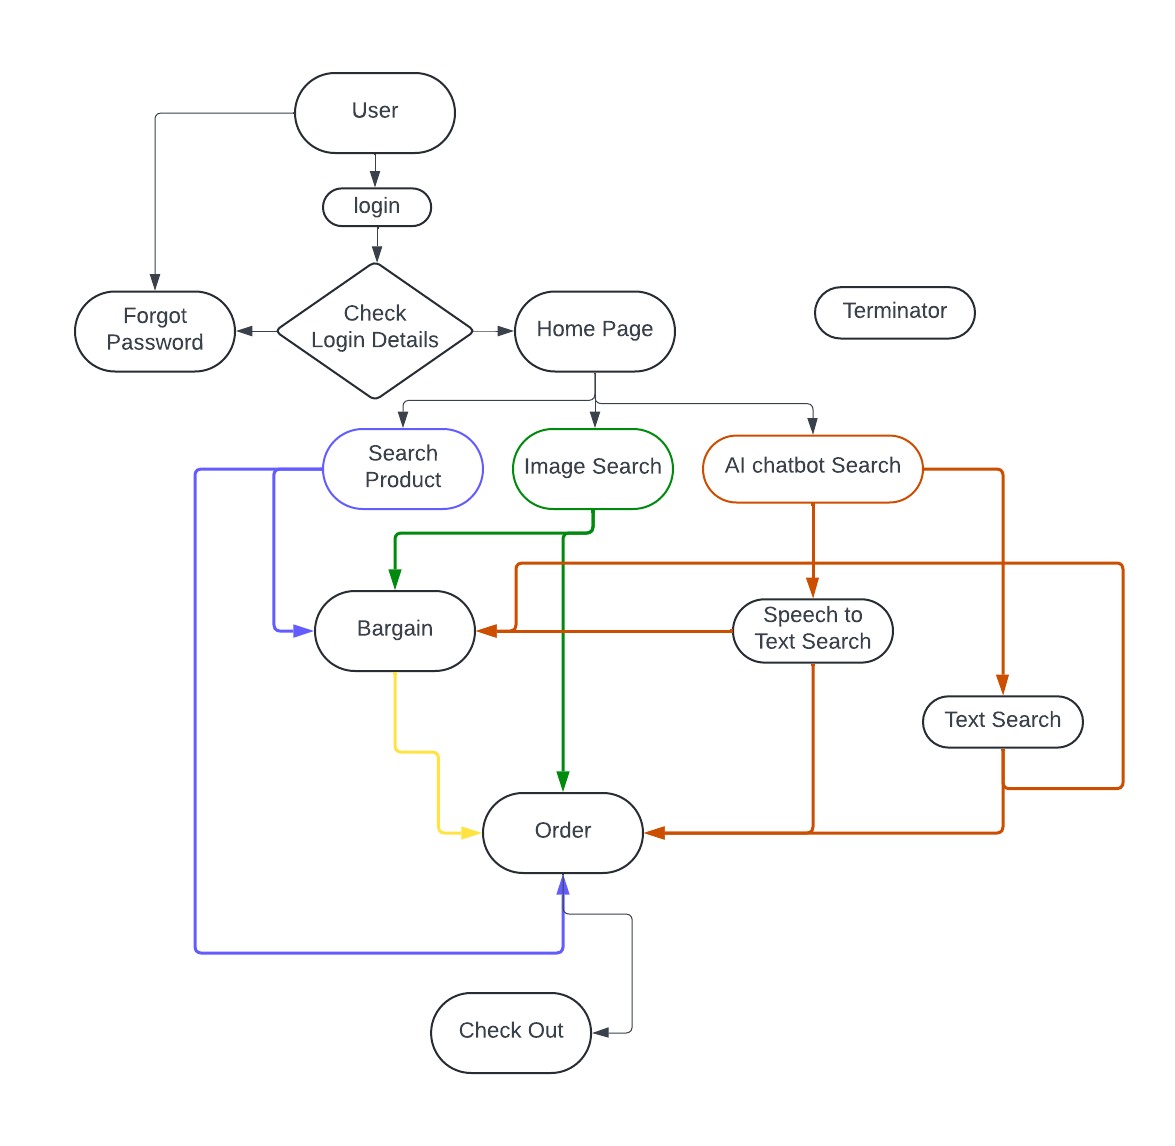 User
login
Check
Login Details
Forgot
Password
Home Page
Terminator
Search
Product
Image Search
AI chatbot Search
Bargain
Speech to
Text Search
Text Search
Order
Check Out